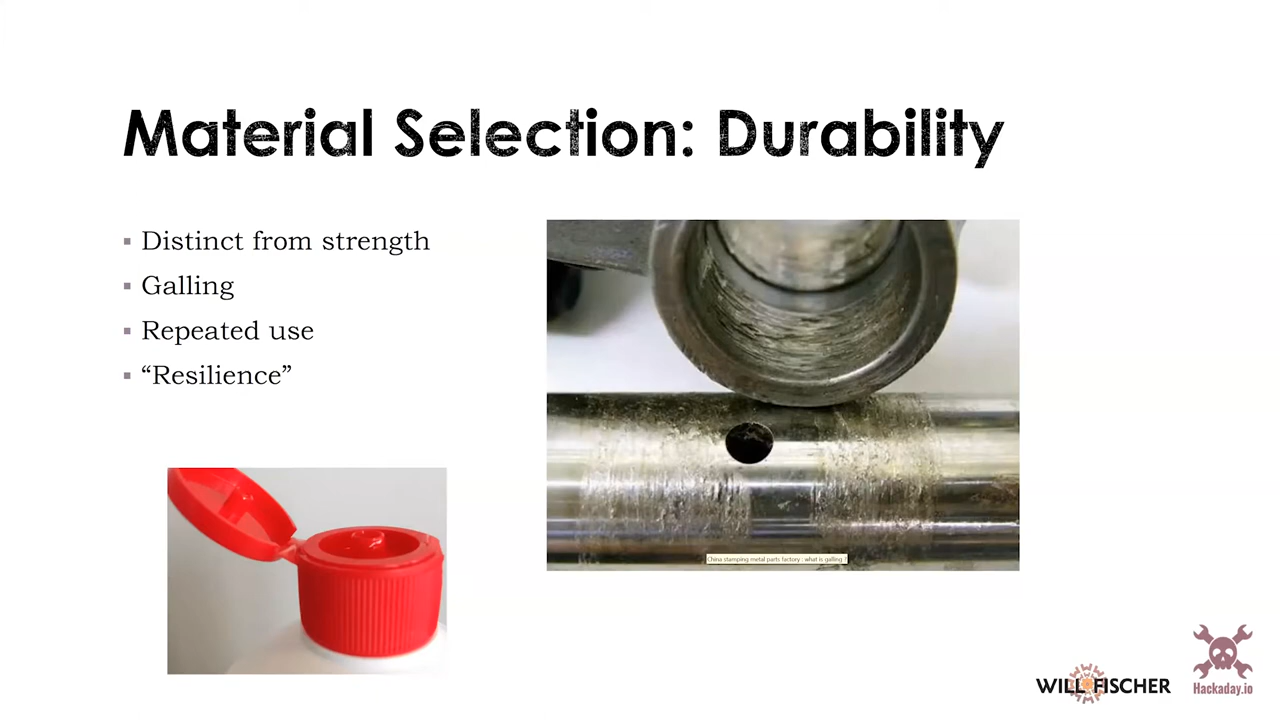 Material Selection: Durability
Distinct from strength
Galling
Repeated use
“Resilience”
China stamping metal parts factory : what is galling ?
WILL FISCHER
Hackaday.io